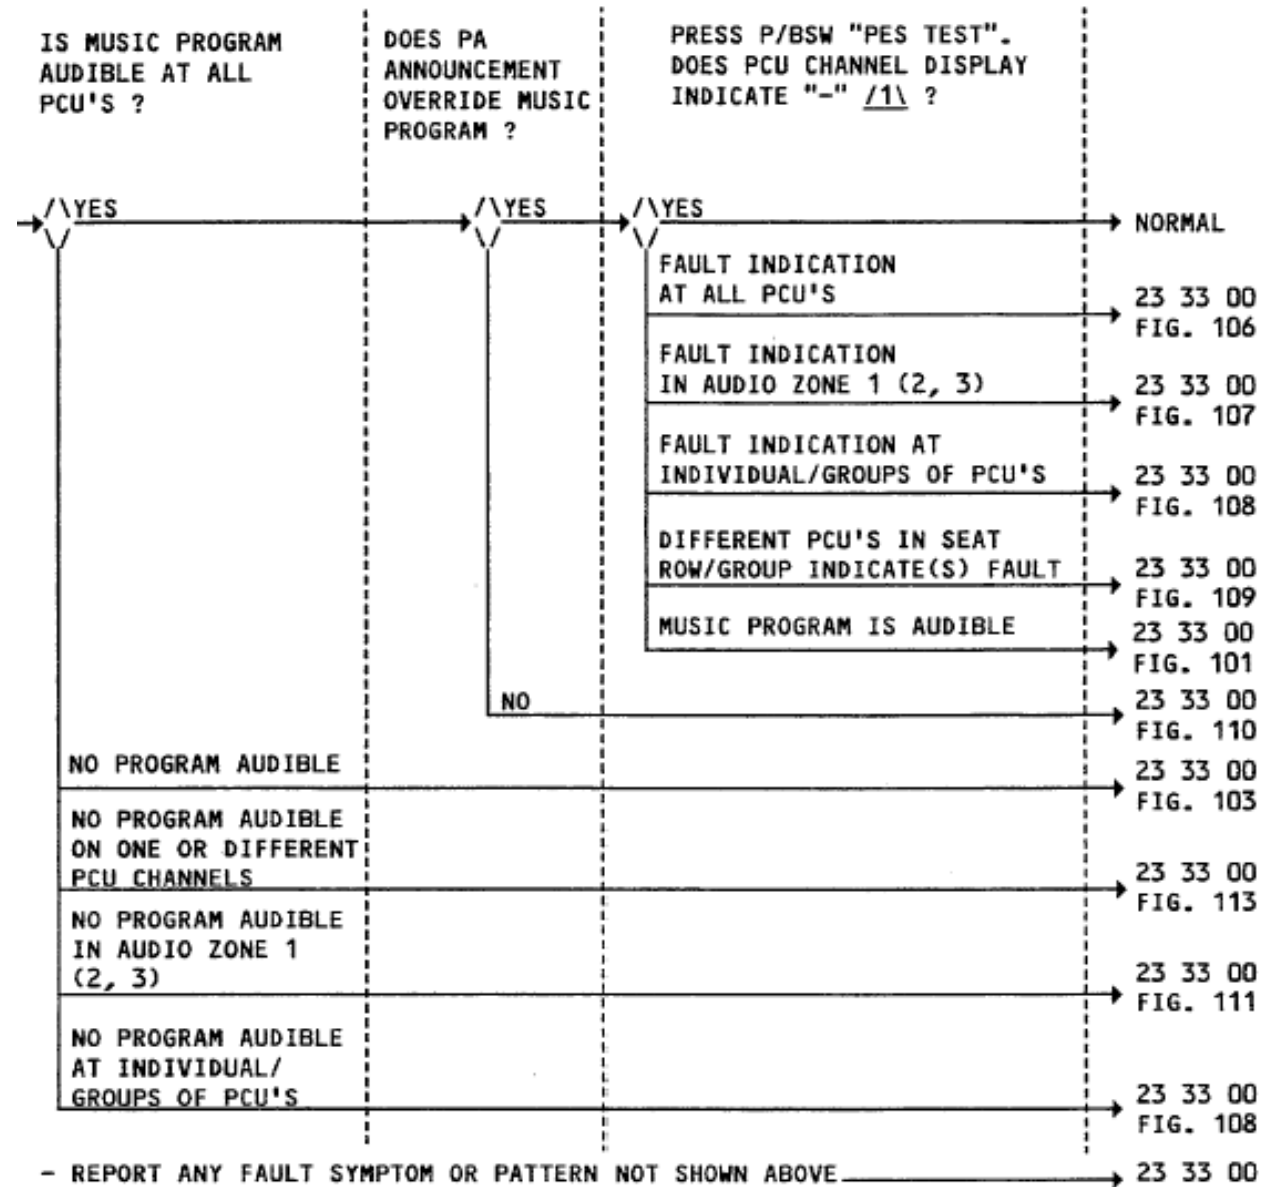 IS MUSIC PROGRAM
AUDIBLE AT ALL
PCU'S ?
DOES PA
ANNOUNCEMENT
OVERRIDE MUSIC
PROGRAM ?
PRESS P/BSW "PES TEST".
DOES PCU CHANNEL DISPLAY
INDICATE "-" /1\ ?
/\YES
/\YES
/\YES
NORMAL
FAULT INDICATION
AT ALL PCU'S
23 33 00
FIG. 106
FAULT INDICATION
IN AUDIO ZONE 1 (2, 3)
23 33 00
FIG. 107
FAULT INDICATION AT
INDIVIDUAL/GROUPS OF PCU'S
23 33 00
FIG. 108
DIFFERENT PCU'S IN SEAT
ROW/GROUP INDICATE(S) FAULT
23 33 00
FIG. 109
MUSIC PROGRAM IS AUDIBLE
23 33 00
FIG. 101
NO
23 33 00
FIG. 110
NO PROGRAM AUDIBLE
23 33 00
FIG. 103
NO PROGRAM AUDIBLE
ON ONE OR DIFFERENT
PCU CHANNELS
23 33 00
FIG. 113
NO PROGRAM AUDIBLE
IN AUDIO ZONE 1
(2, 3)
23 33 00
FIG. 111
NO PROGRAM AUDIBLE
AT INDIVIDUAL/
GROUPS OF PCU'S
23 33 00
FIG. 108
- REPORT ANY FAULT SYMPTOM OR PATTERN NOT SHOWN ABOVE
23 33 00